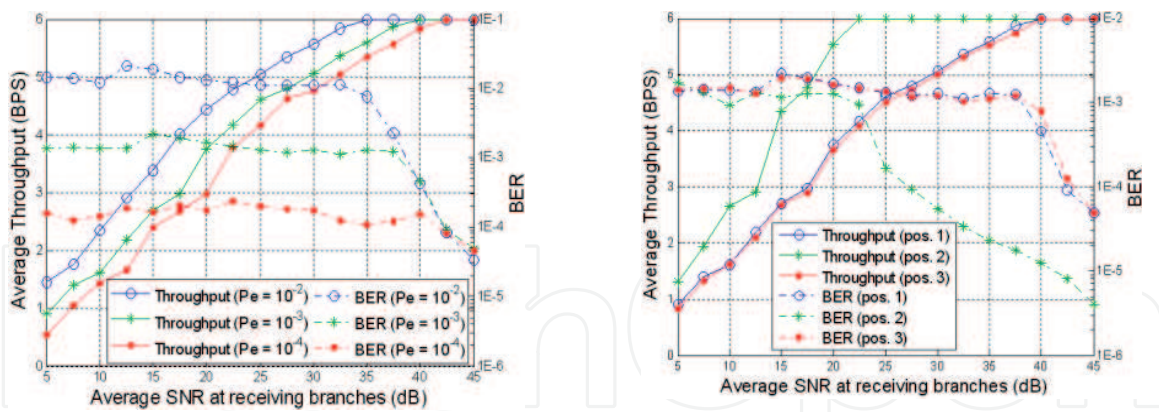 6
5
4
3
2
1
0
Average Throughput (BPS)
1E-1
1E-2
1E-3
1E-4
1E-5
1E-6
BER
Throughput (Pe = 10⁻²)
Throughput (Pe = 10⁻³)
Throughput (Pe = 10⁻⁴)
BER (Pe = 10⁻²)
BER (Pe = 10⁻³)
BER (Pe = 10⁻⁴)
5 10 15 20 25 30 35 40 45
Average SNR at receiving branches (dB)
6
5
4
3
2
1
0
Average Throughput (BPS)
1E-2
1E-3
1E-4
1E-5
1E-6
BER
Throughput (pos. 1)
Throughput (pos. 2)
Throughput (pos. 3)
BER (pos. 1)
BER (pos. 2)
BER (pos. 3)
5 10 15 20 25 30 35 40 45
Average SNR at receiving branches (dB)